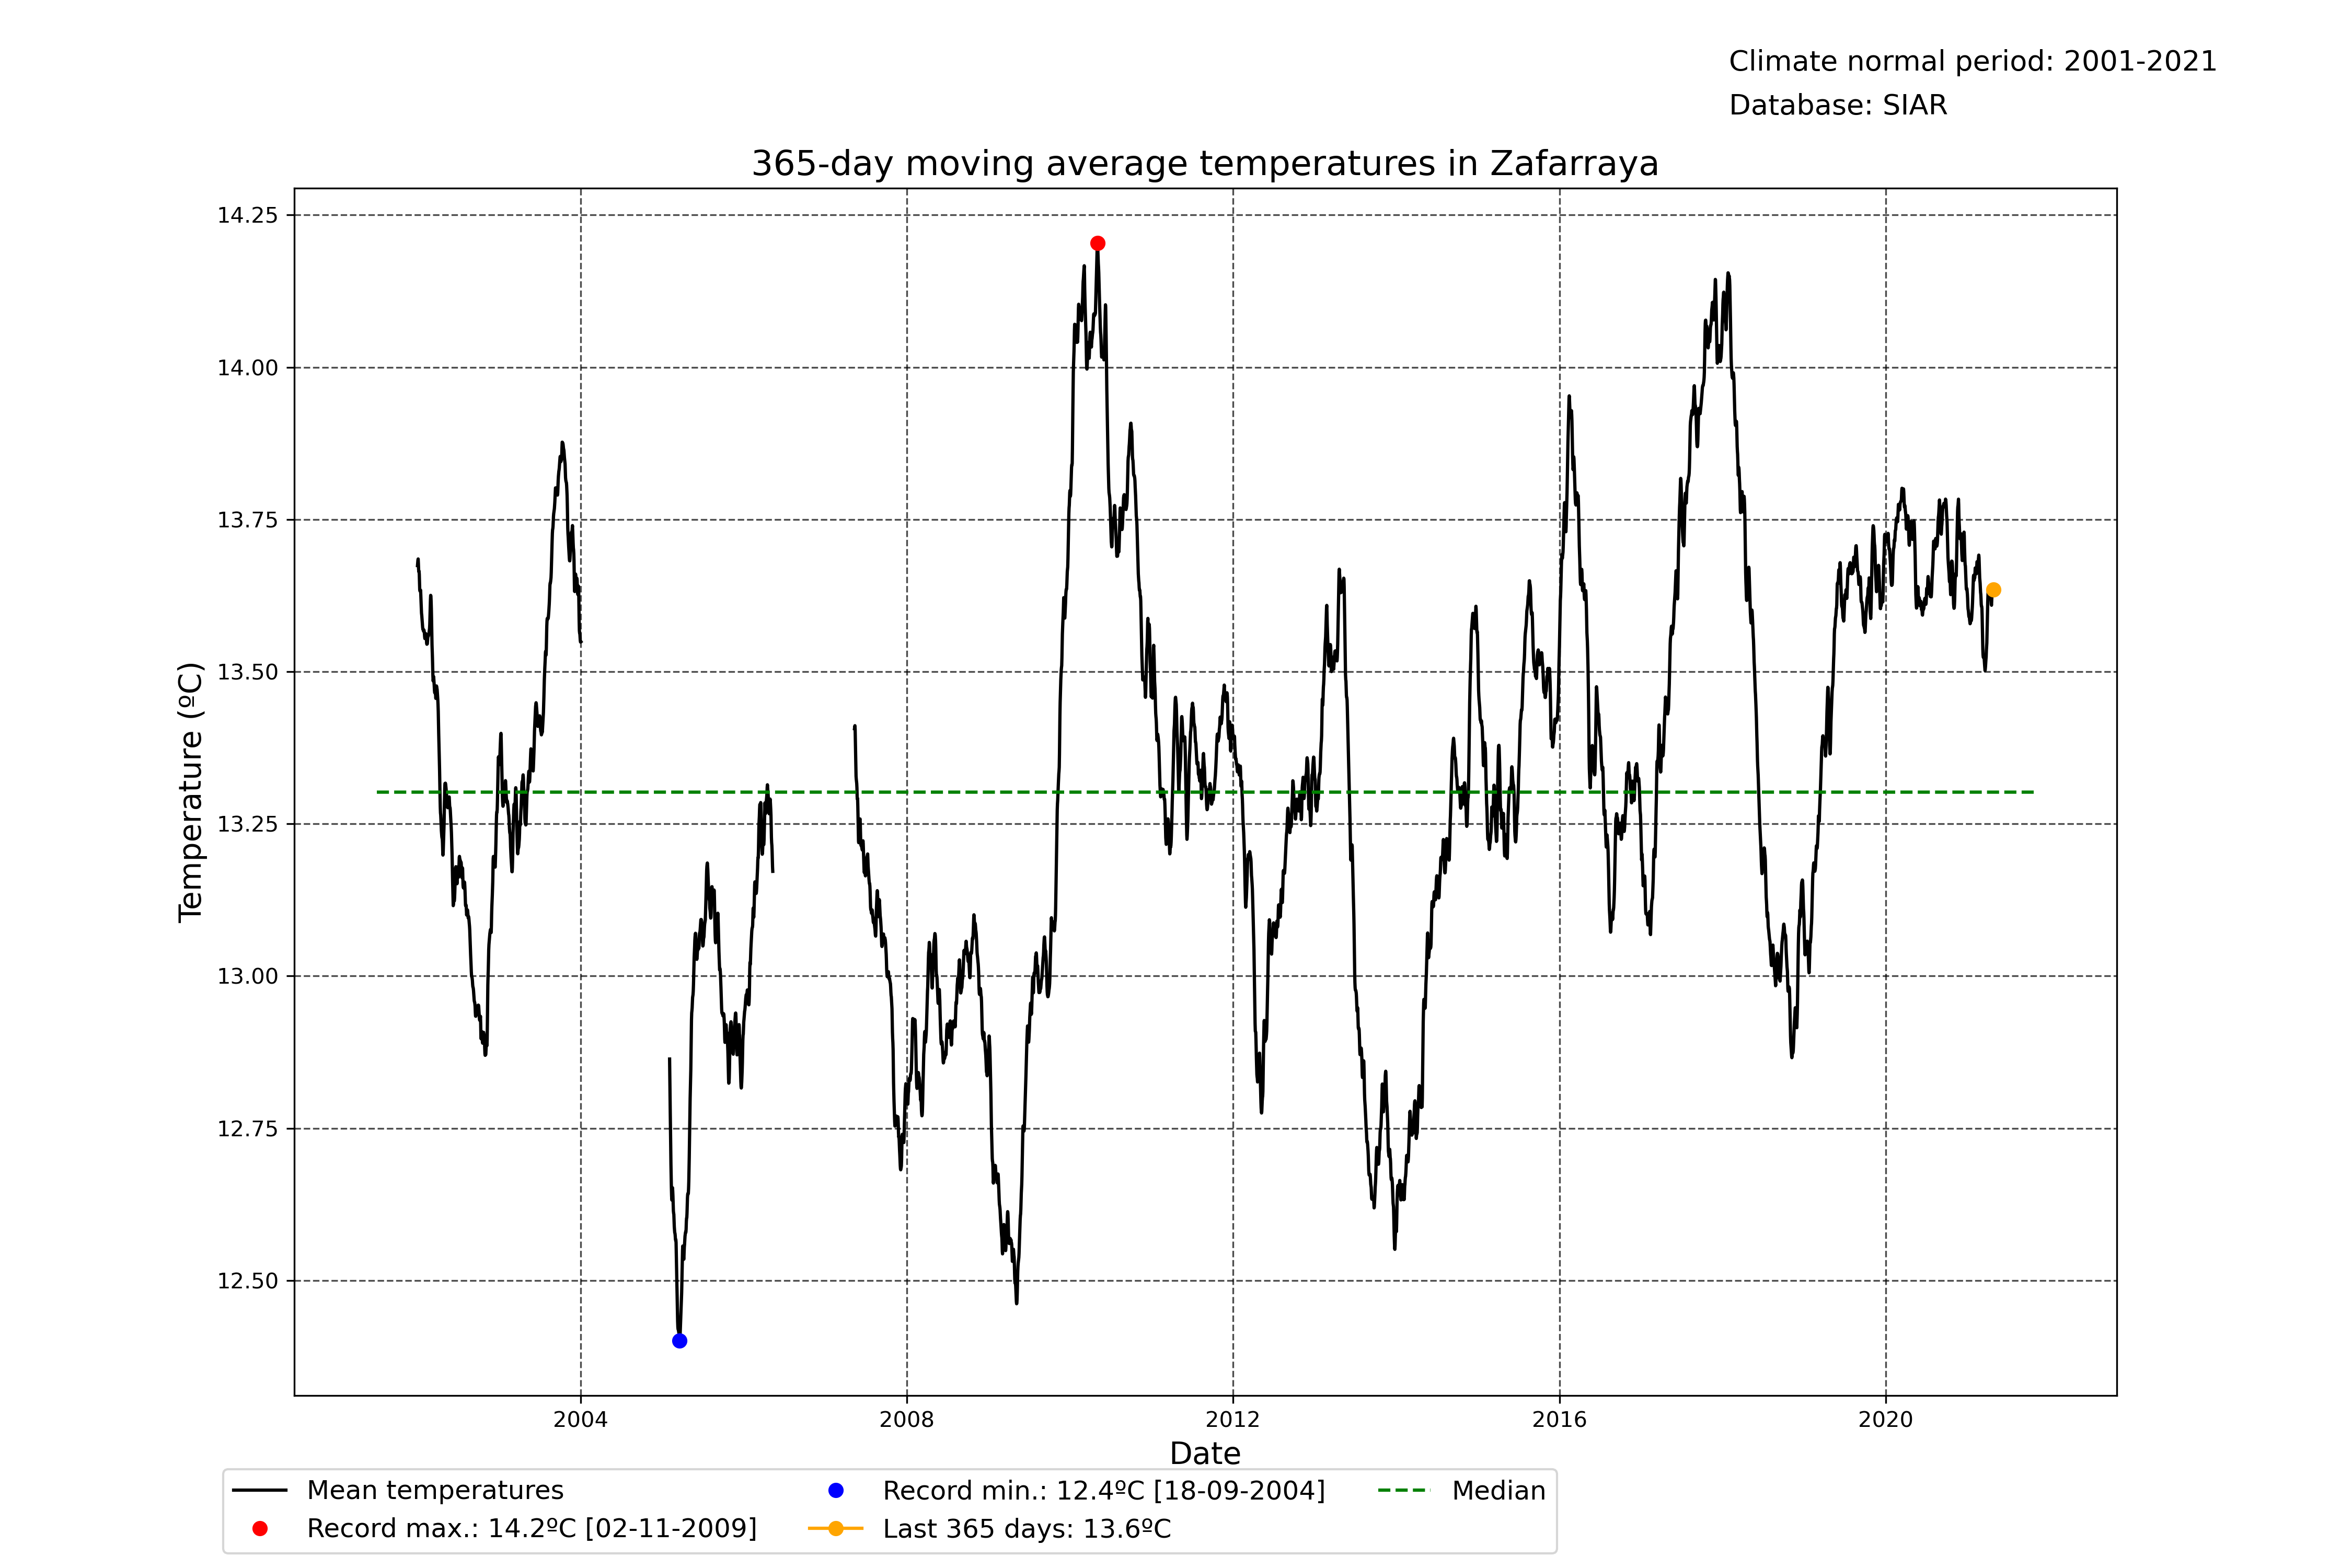 Climate normal period: 2001-2021
Database: SIAR
365-day moving average temperatures in Zafarraya
14.25
14.00
13.75
13.50
13.25
13.00
12.75
12.50
Temperature (ºC)
2004 2008 2012 2016 2020
Date
Mean temperatures
Record max.: 14.2ºC [02-11-2009]
Record min.: 12.4ºC [18-09-2004]
Last 365 days: 13.6ºC
Median